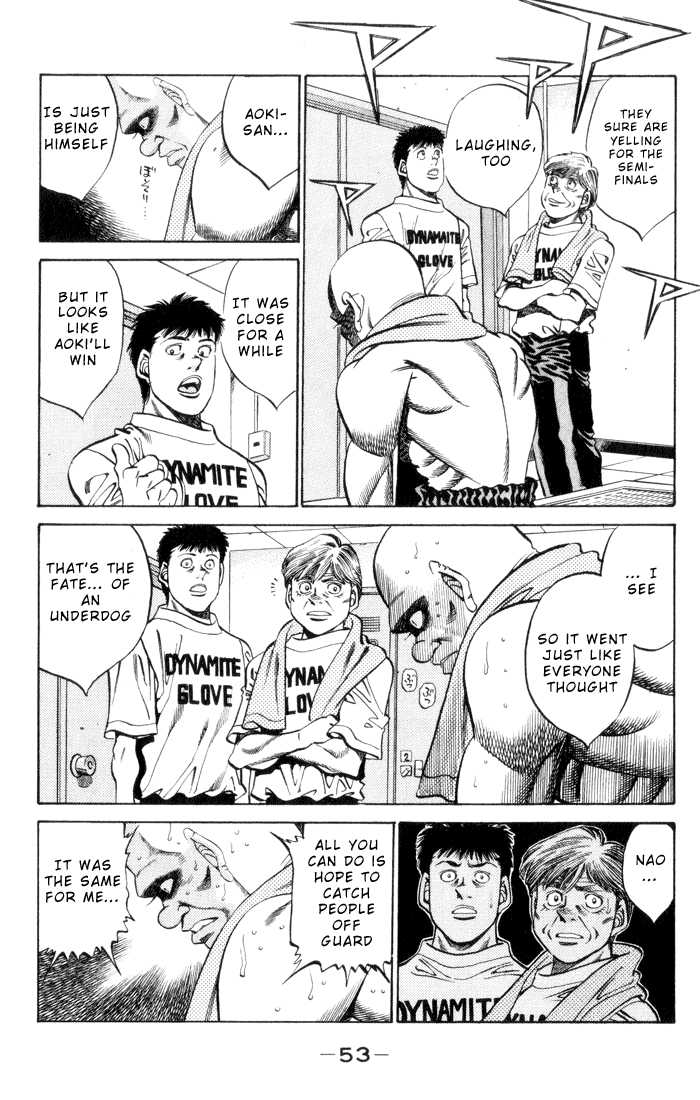 THEY
SURE ARE
YELLING
FOR THE
SEMI-
FINALS
LAUGHING,
TOO
DYNAMAITE
GLOVE
AOKI-
SAN...
IS JUST
BEING
HIMSELF
IT WAS
CLOSE
FOR A
WHILE
BUT IT
LOOKS
LIKE
AOKI'LL
WIN
DYNAMITE
GLOVE
... I
SEE
SO IT WENT
JUST LIKE
EVERYONE
THOUGHT
THAT'S THE
FATE... OF
AN
UNDERDOG
DYNAMITE
GLOVE
2
NAO
...
DYNAMITE
ALL YOU
CAN DO IS
HOPE TO
CATCH
PEOPLE
OFF
GUARD
IT WAS
THE SAME
FOR ME...
—53—